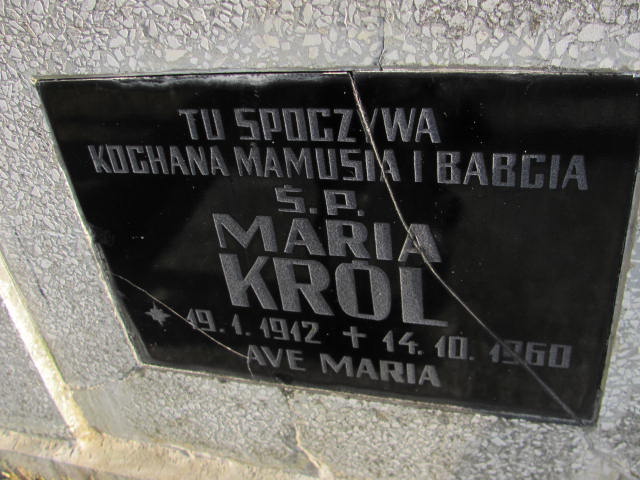 TU SPOCZYWA
KOCHANA MAMUSIA I BABCIA
Ś.P.
MARIA
KRÓL
* 19.1.1912 + 14.10.1960
AVE MARIA